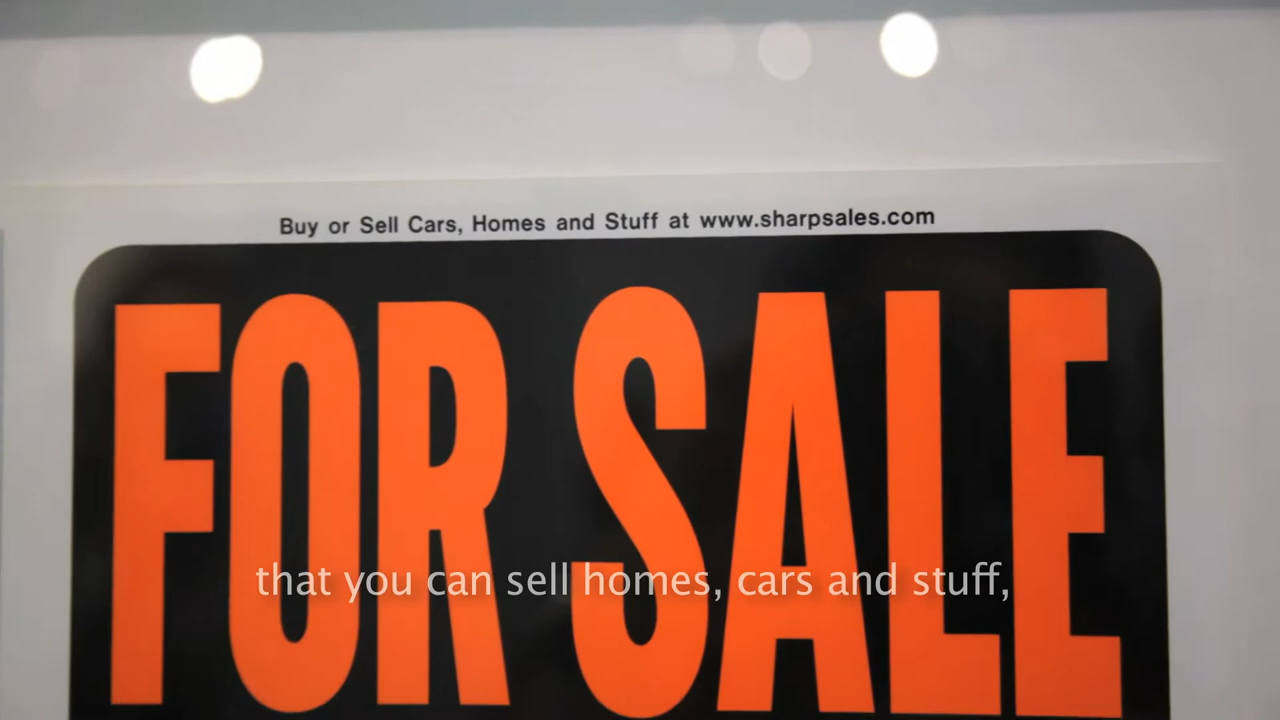 Buy or Sell Cars, Homes and Stuff at www.sharpsales.com
FOR SALE
that you can sell homes, cars and stuff,